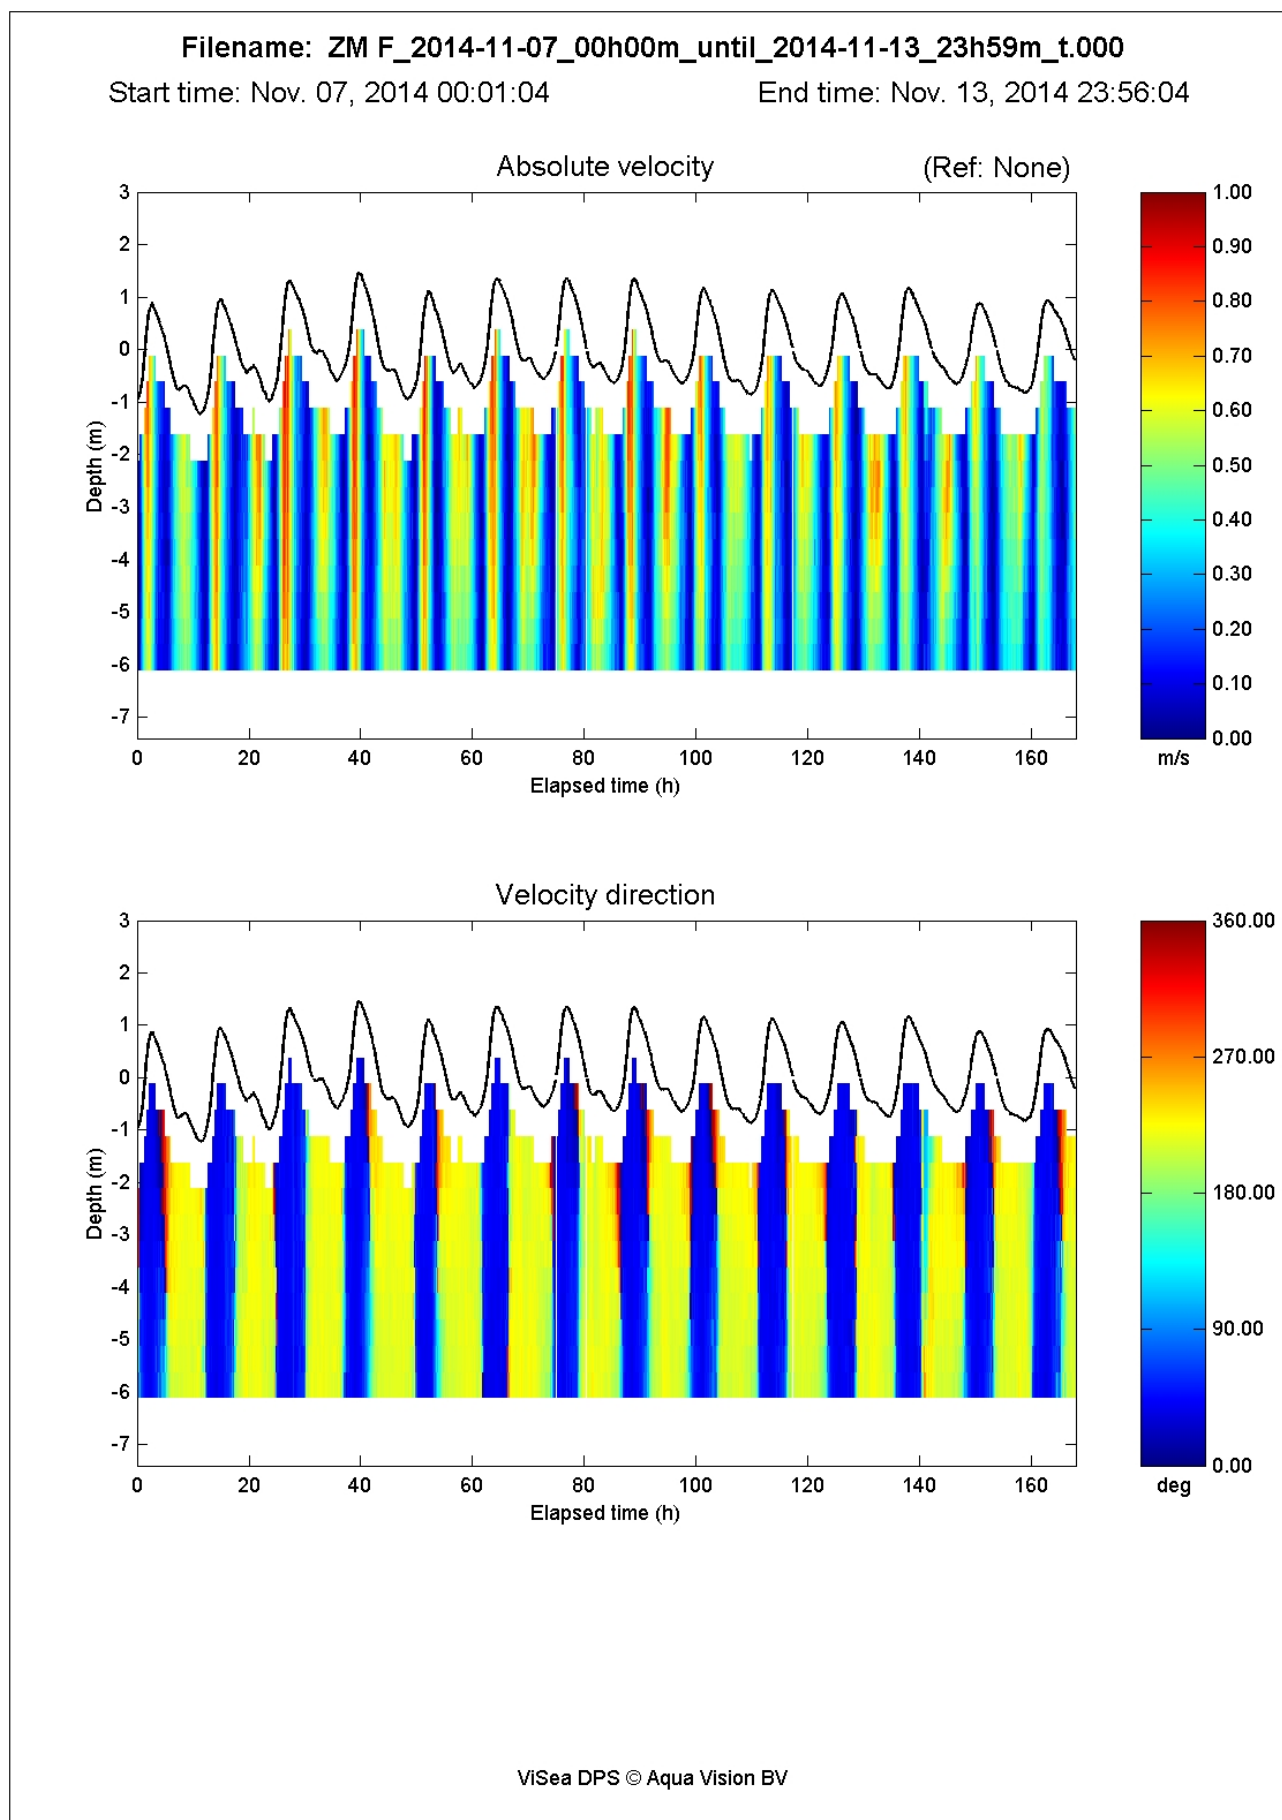 Filename: ZM F_2014-11-07_00h00m_until_2014-11-13_23h59m_t.000
Start time: Nov. 07, 2014 00:01:04 End time: Nov. 13, 2014 23:56:04
Absolute velocity (Ref: None)
3
2
1
0
-1
-2
-3
-4
-5
-6
-7
Depth (m)
0 20 40 60 80 100 120 140 160
Elapsed time (h)
1.00
0.90
0.80
0.70
0.60
0.50
0.40
0.30
0.20
0.10
0.00
m/s
Velocity direction
3
2
1
0
-1
-2
-3
-4
-5
-6
-7
Depth (m)
0 20 40 60 80 100 120 140 160
Elapsed time (h)
360.00
270.00
180.00
90.00
0.00
deg
ViSea DPS © Aqua Vision BV